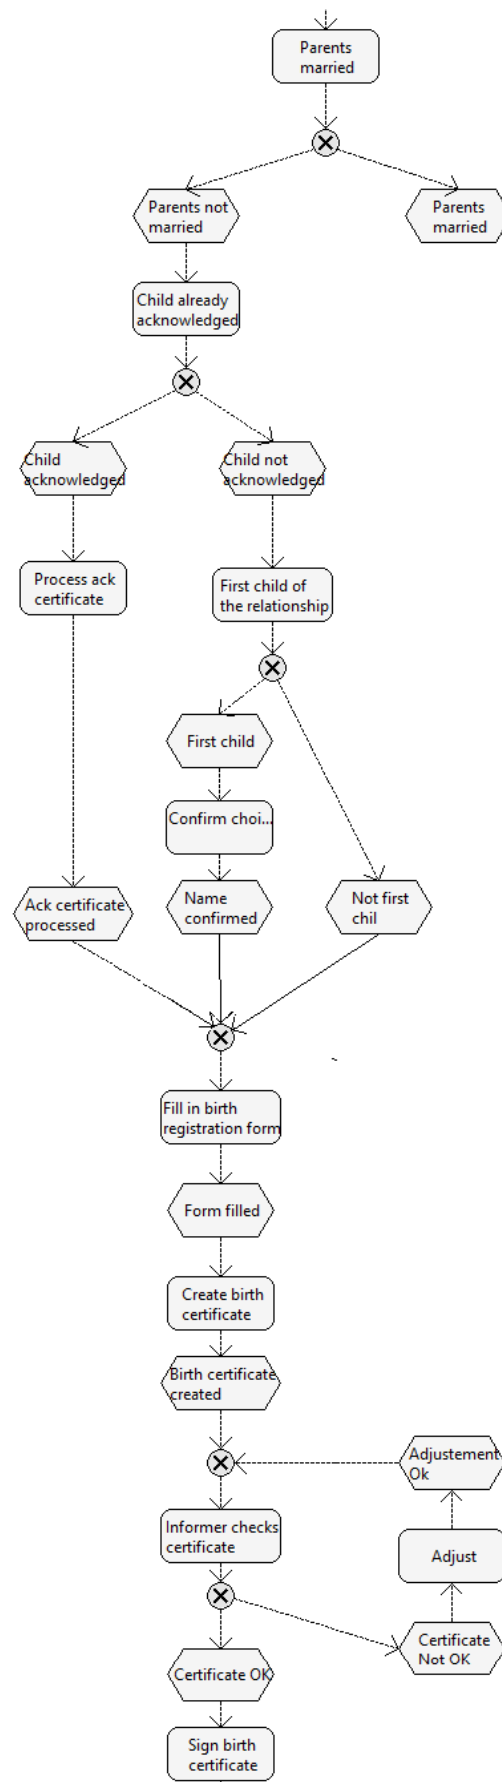 Parents
married
Parents not
married
Parents
married
Child already
acknowledged
Child
acknowledged
Child not
acknowledged
Process ack
certificate
First child of
the relationship
First child
Confirm choi...
Ack certificate
processed
Name
confirmed
Not first
chil
Fill in birth
registration form
Form filled
Create birth
certificate
Birth certificate
created
Adjustement
Ok
Informer checks
certificate
Adjust
Certificate
Not OK
Certificate OK
Sign birth
certificate